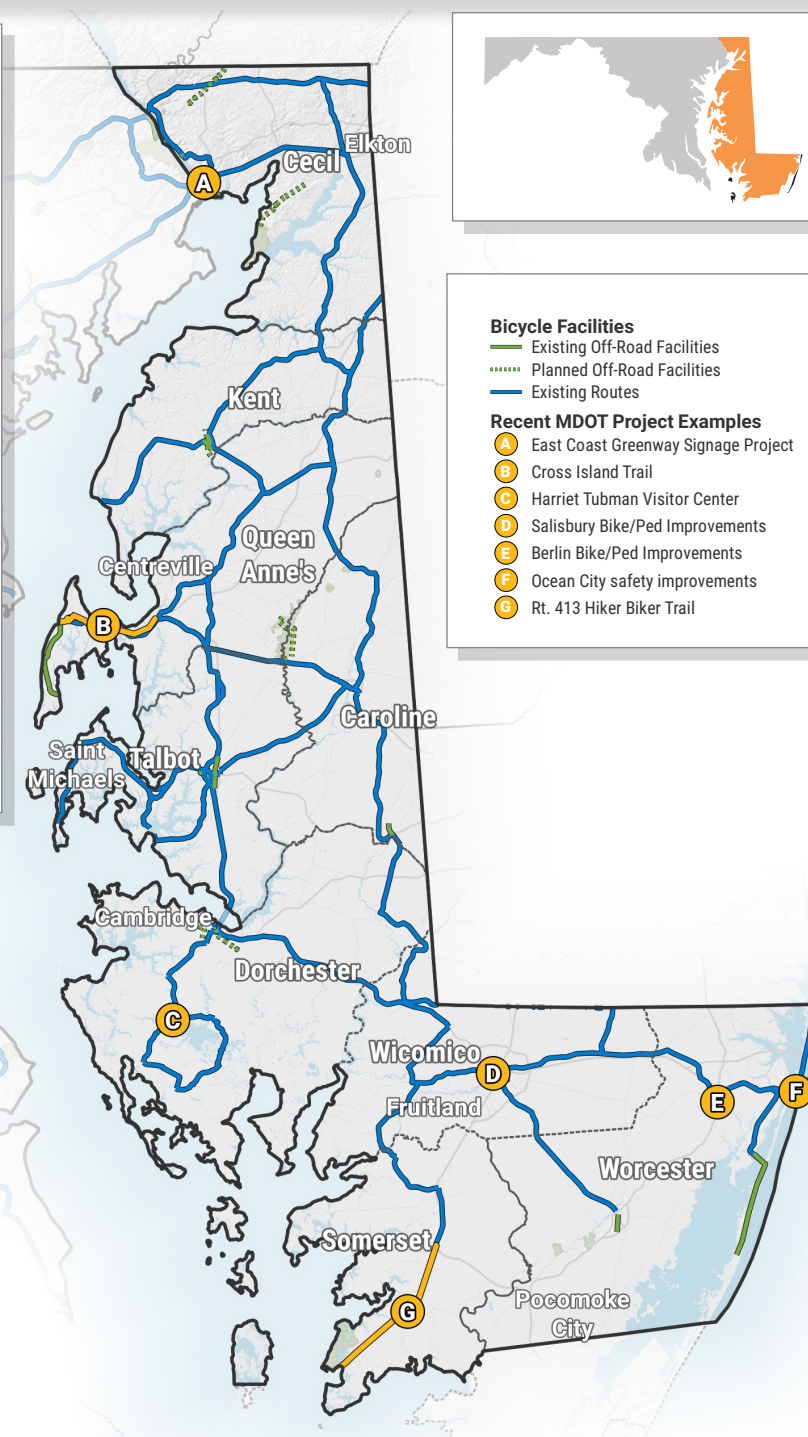 Elkton
Cecil
A
Bicycle Facilities
Existing Off-Road Facilities
Planned Off-Road Facilities
Existing Routes
Recent MDOT Project Examples
A East Coast Greenway Signage Project
B Cross Island Trail
C Harriet Tubman Visitor Center
D Salisbury Bike/Ped Improvements
E Berlin Bike/Ped Improvements
F Ocean City safety improvements
G Rt. 413 Hiker Biker Trail
Kent
Queen
Anne's
Centreville
B
Caroline
Saint
Michaels
Talbot
Cambridge
Dorchester
C
Wicomico
D
Fruitland
E
F
Worcester
Somerset
G
Pocomoke
City